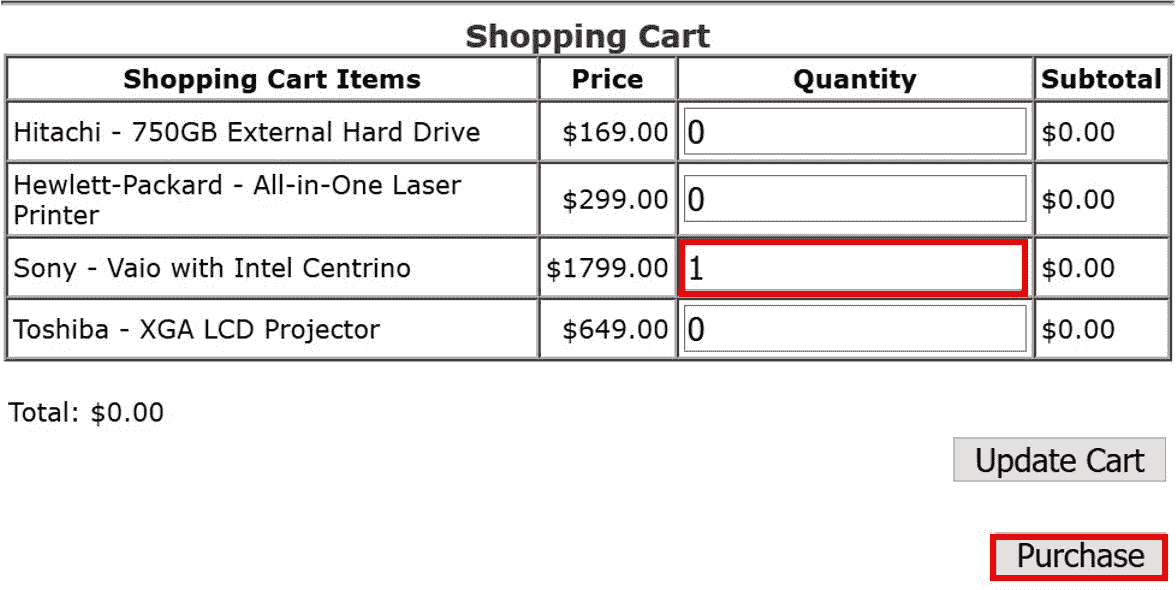 Shopping Cart
Shopping Cart Items Price Quantity Subtotal
Hitachi - 750GB External Hard Drive $169.00 0 $0.00
Hewlett-Packard - All-in-One Laser
Printer $299.00 0 $0.00
Sony - Vaio with Intel Centrino $1799.00 1 $0.00
Toshiba - XGA LCD Projector $649.00 0 $0.00
Total: $0.00
Update Cart
Purchase